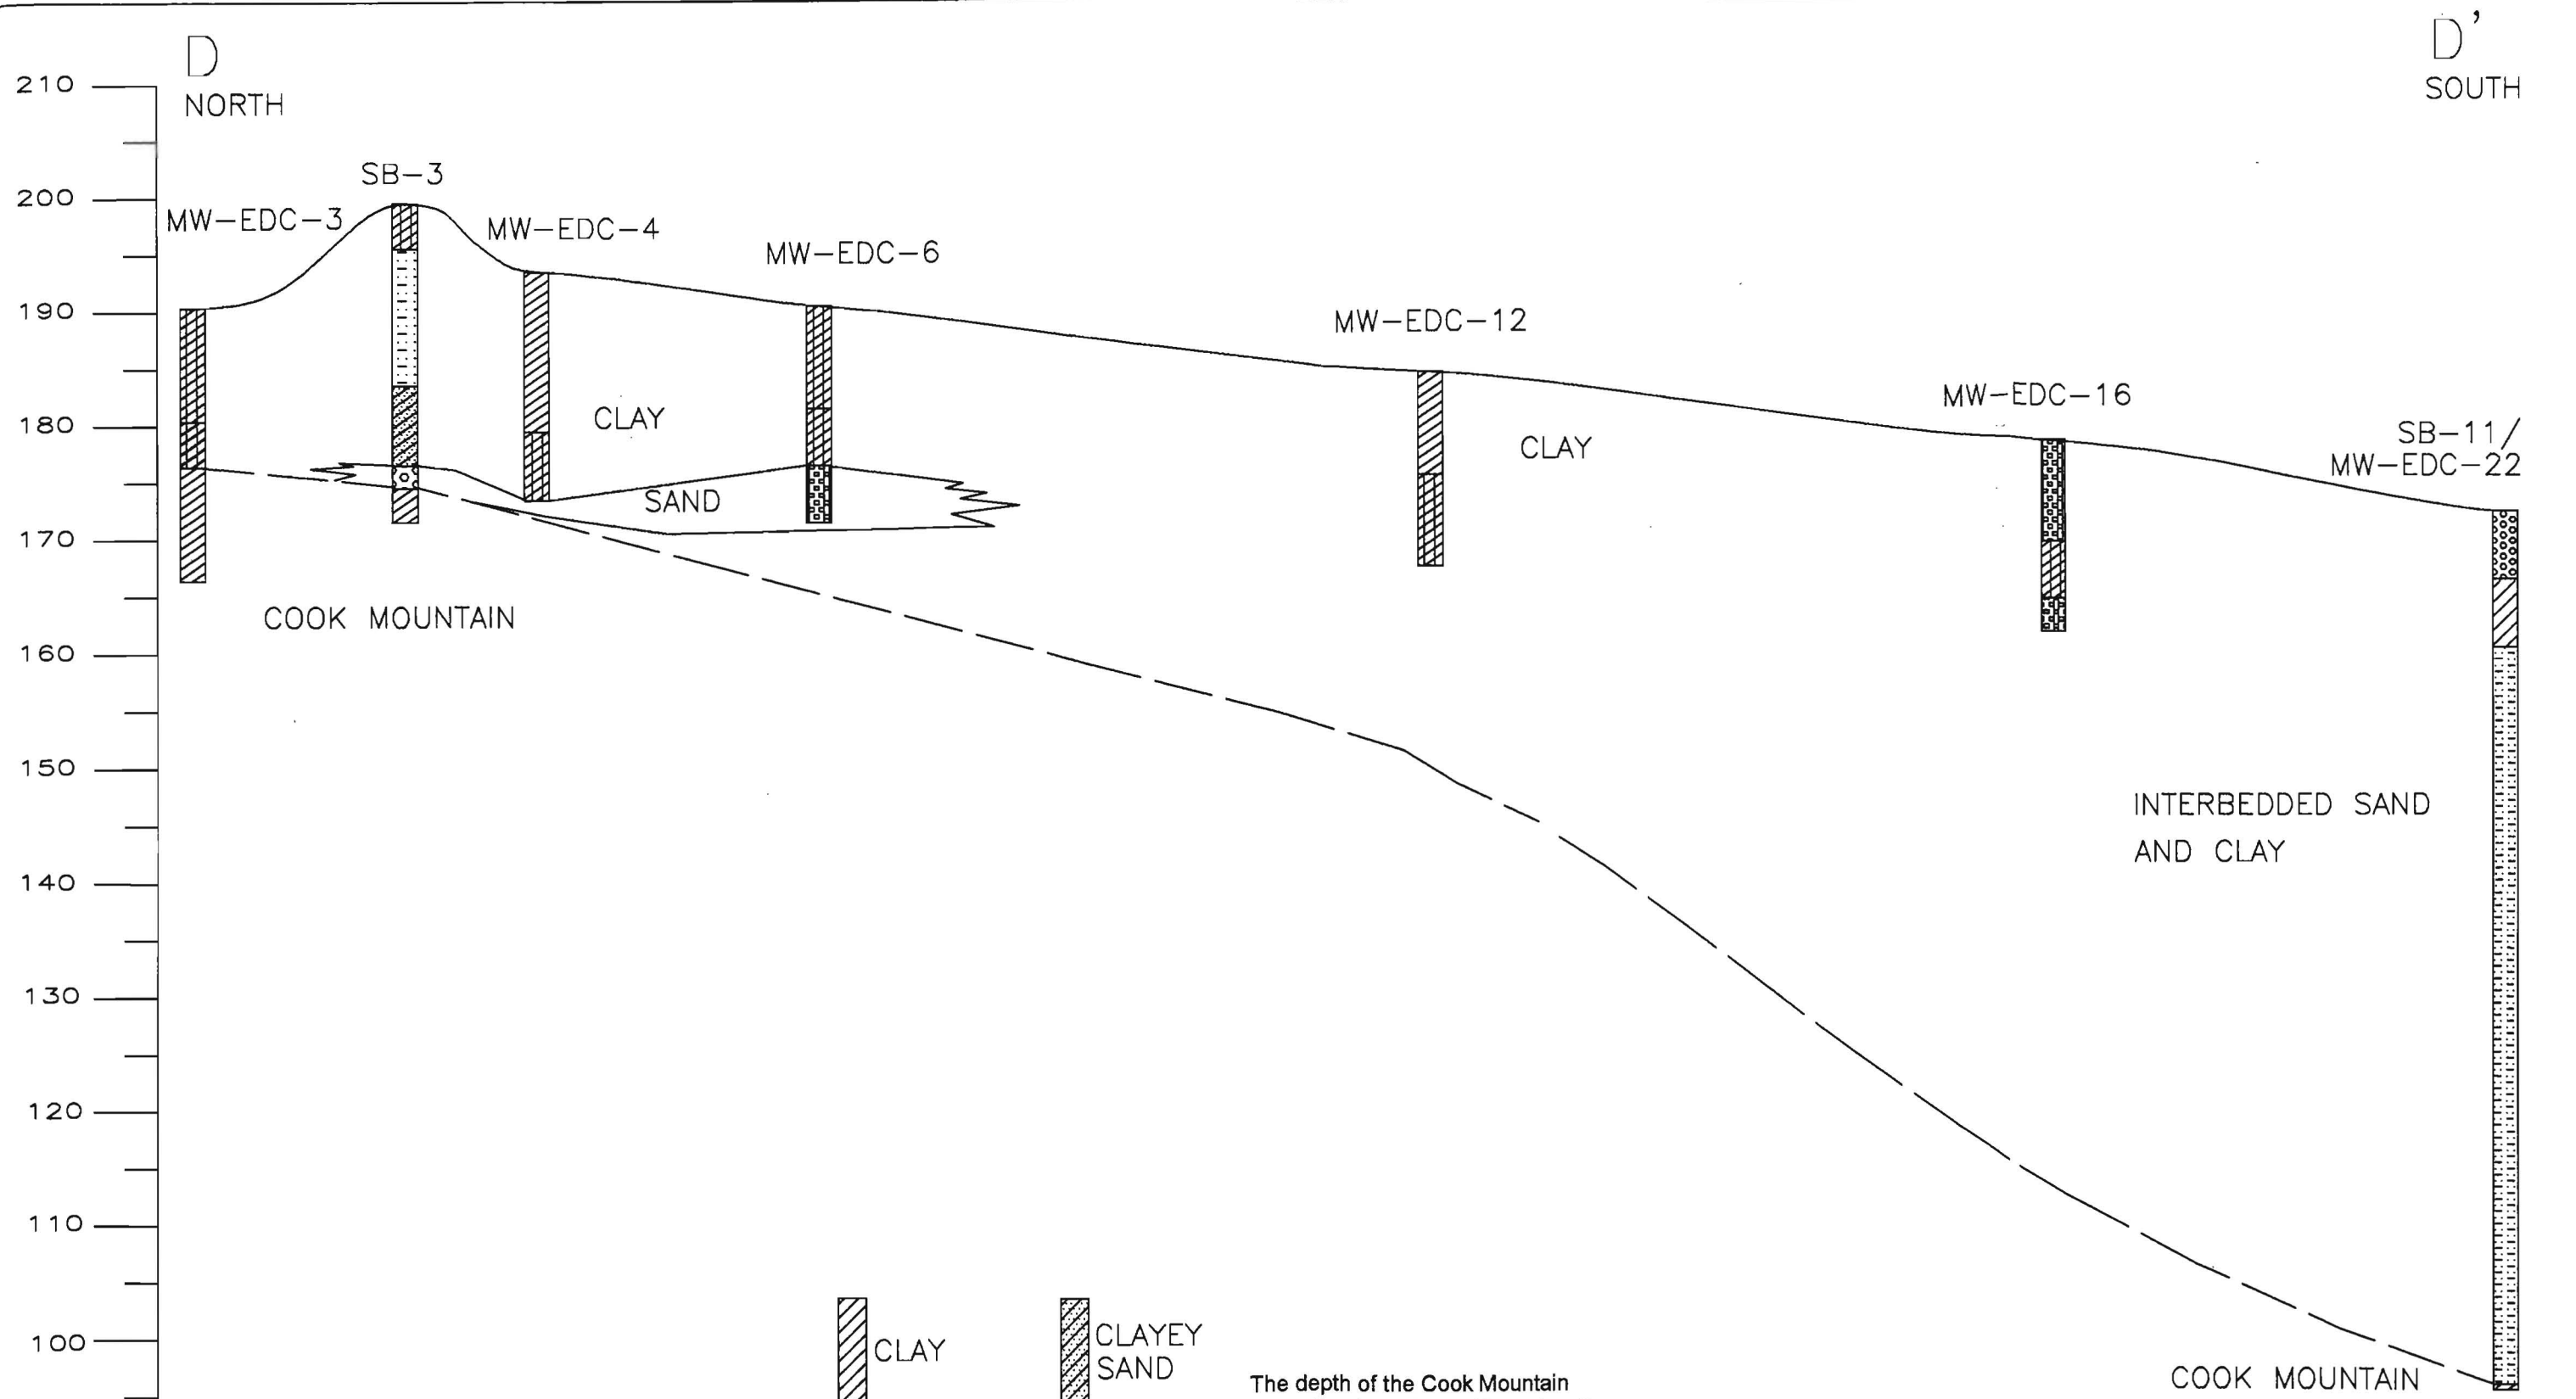 D
NORTH
D'
SOUTH
210
200
190
180
170
160
150
140
130
120
110
100
MW-EDC-3
SB-3
MW-EDC-4
MW-EDC-6
MW-EDC-12
MW-EDC-16
SB-11/
MW-EDC-22
CLAY
SAND
CLAY
COOK MOUNTAIN
INTERBEDDED SAND
AND CLAY
COOK MOUNTAIN
CLAY
CLAYEY
SAND
The depth of the Cook Mountain